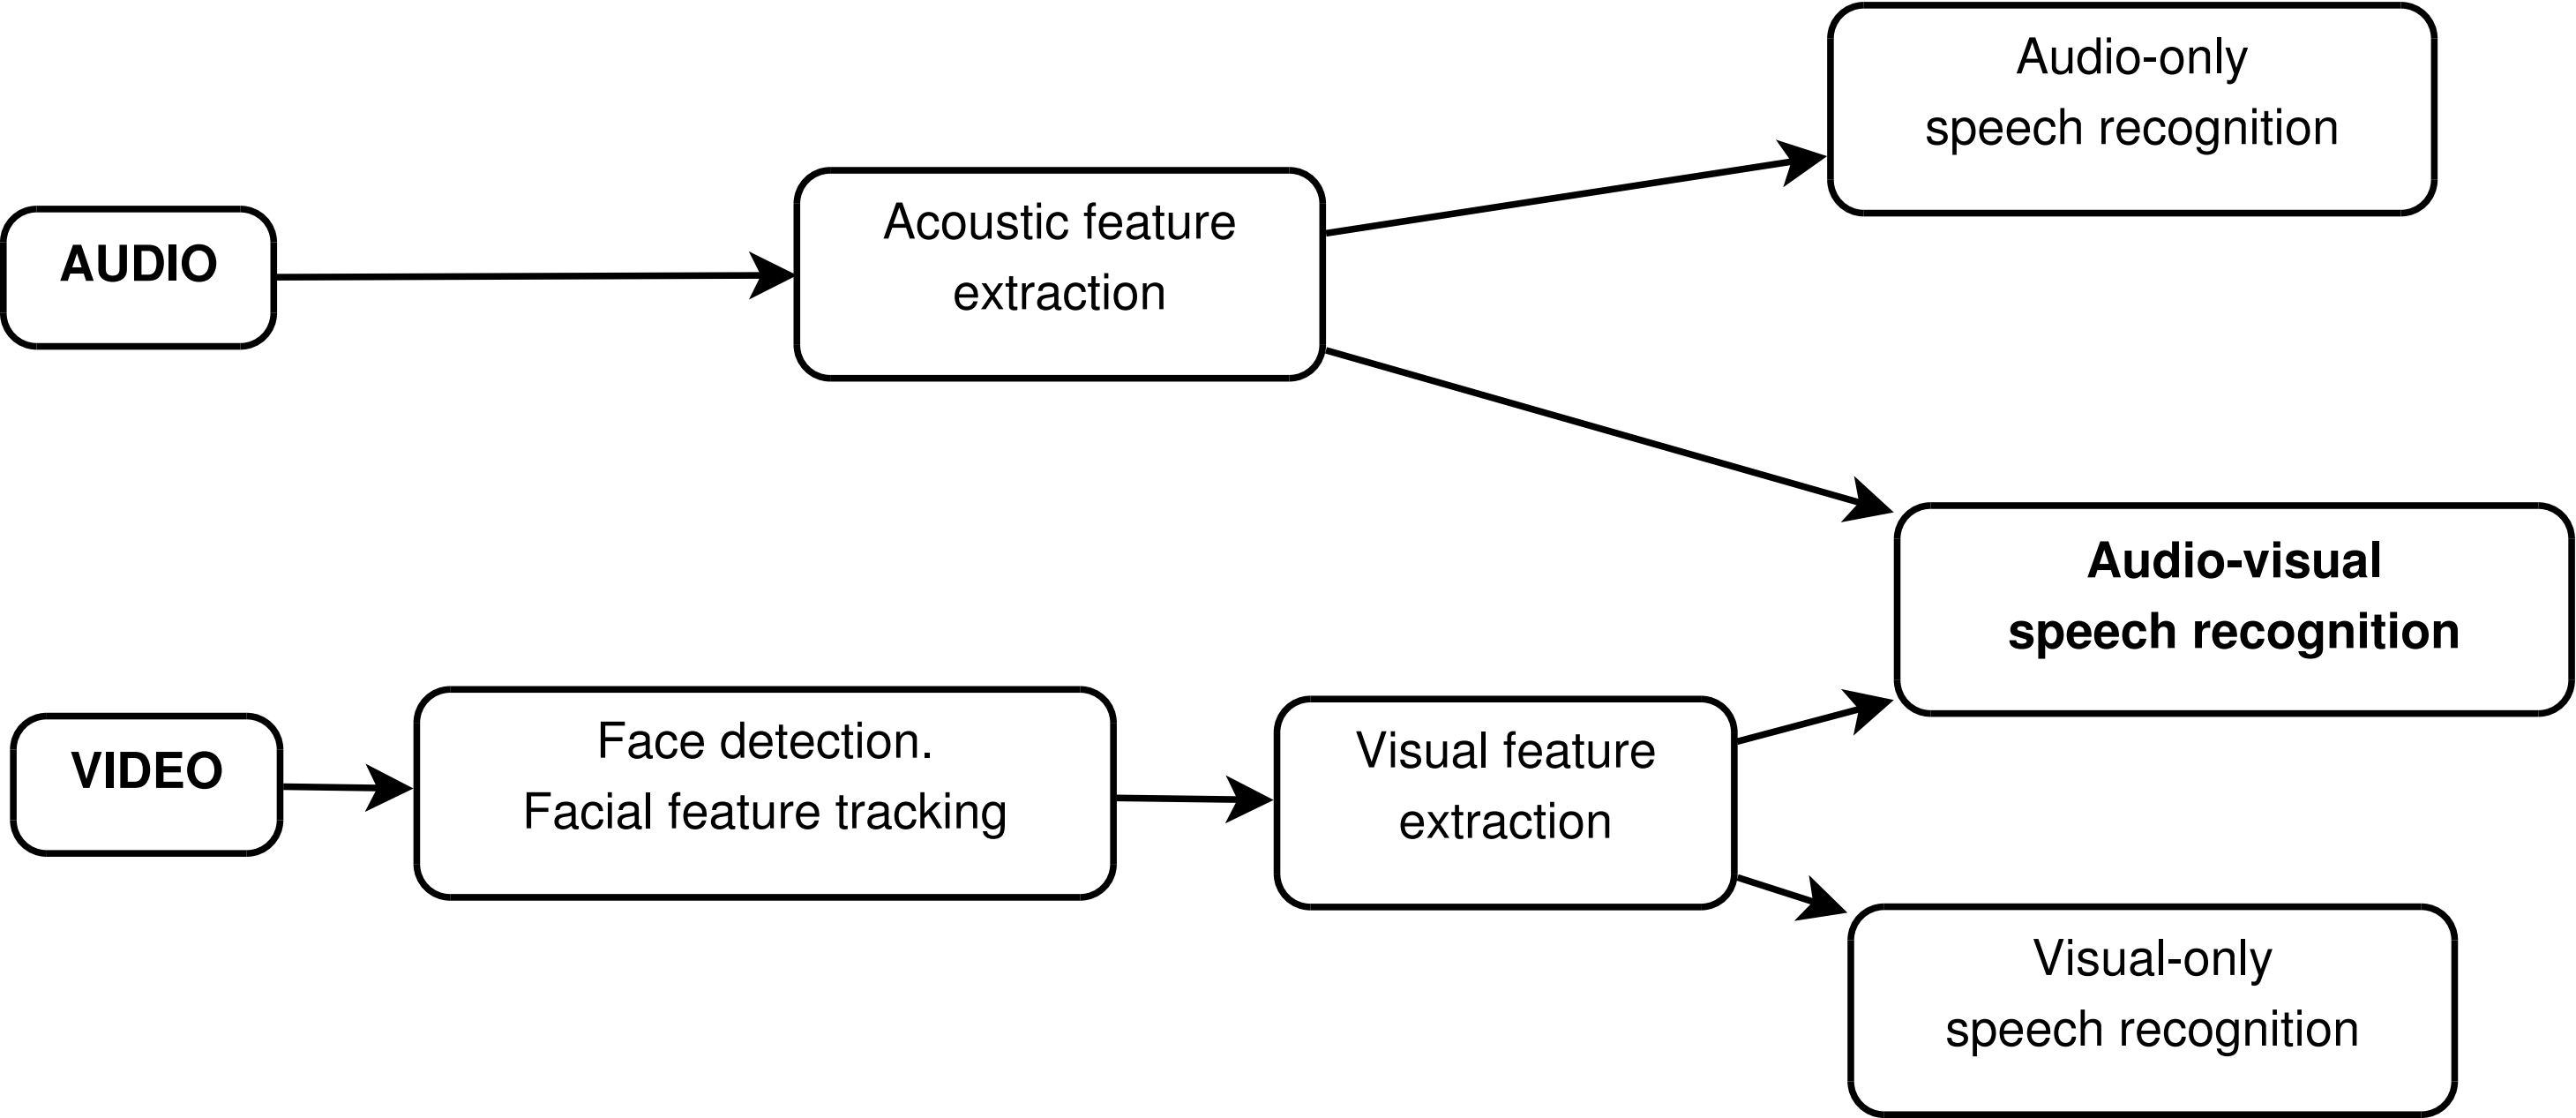 Audio-only
speech recognition
AUDIO
Acoustic feature
extraction
Audio-visual
speech recognition
VIDEO
Face detection.
Facial feature tracking
Visual feature
extraction
Visual-only
speech recognition